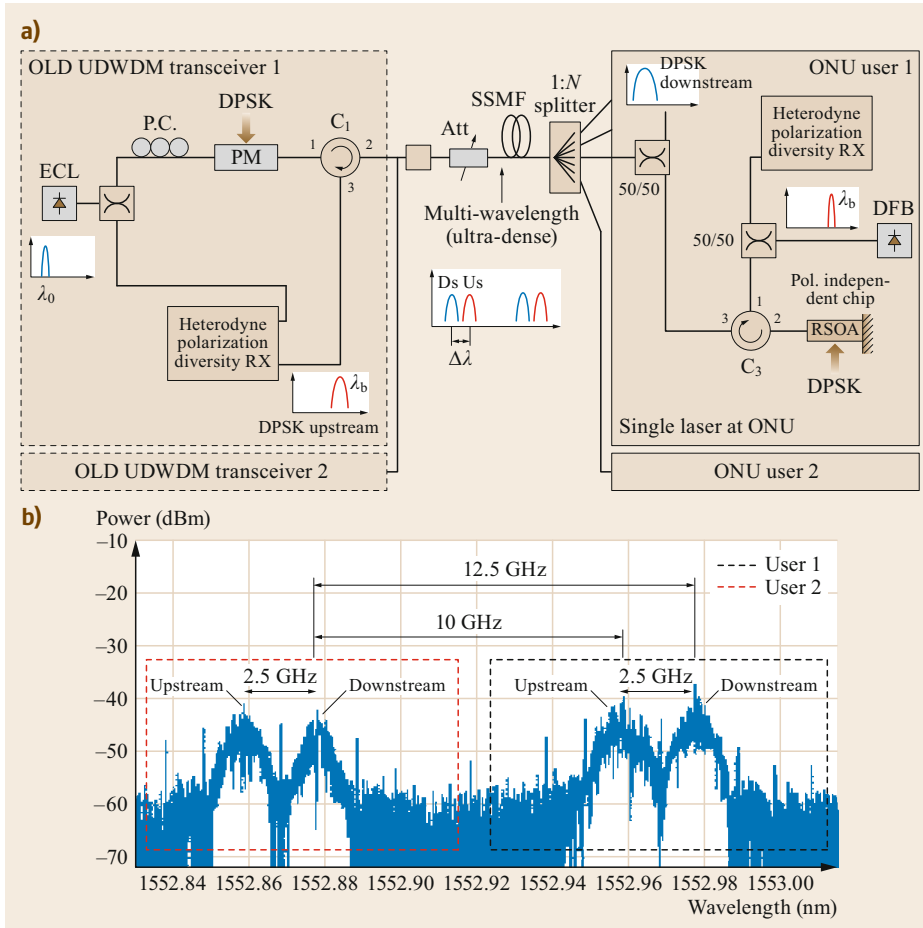 a)
OLD UDWDM transceiver 1
P.C.
DPSK
PM
C1
1
2
3
ECL
λ0
Heterodyne
polarization
diversity RX
λb
DPSK upstream
OLD UDWDM transceiver 2
Att
SSMF
1:N
splitter
Multi-wavelength
(ultra-dense)
Ds Us
Δλ
DPSK
downstream
ONU user 1
50/50
Heterodyne
polarization
diversity RX
λb
DFB
50/50
Pol. indepen-
dent chip
1
3
2
RSOA
C3
DPSK
Single laser at ONU
ONU user 2
b)
Power (dBm)
–10
–20
–30
–40
–50
–60
–70
12.5 GHz
10 GHz
User 1
User 2
2.5 GHz
Upstream
Downstream
2.5 GHz
Upstream
Downstream
1552.84 1552.86 1552.88 1552.90 1552.92 1552.94 1552.96 1552.98 1553.00
Wavelength (nm)